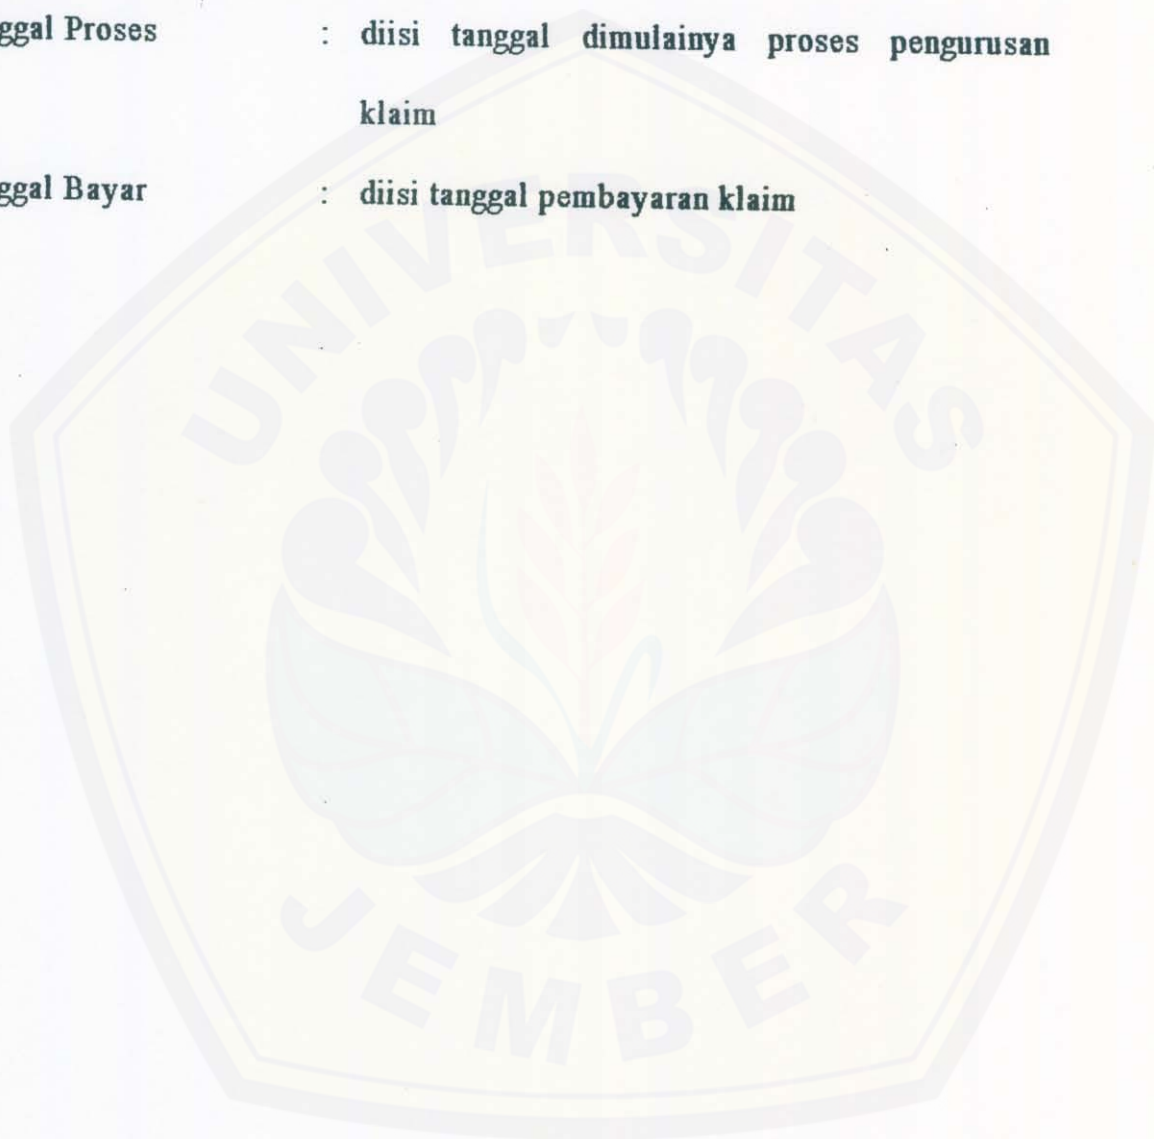 ggal Proses : diisi tanggal dimulainya proses pengurusan
klaim
ggal Bayar : diisi tanggal pembayaran klaim
UNIVERSITAS
JEMBER